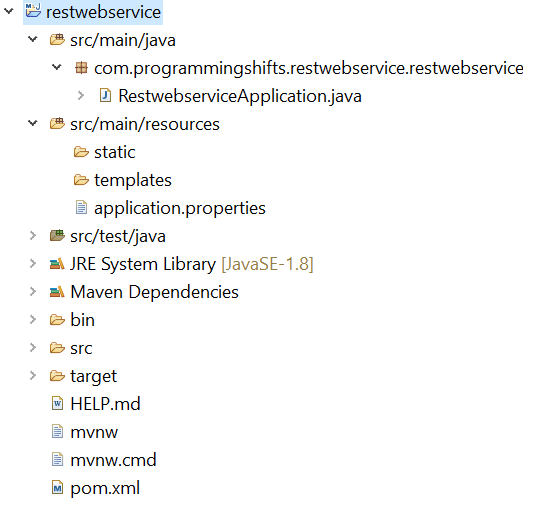 restwebservice
src/main/java
com.programmingshifts.restwebservice.restwebservice
RestwebserviceApplication.java
src/main/resources
static
templates
application.properties
src/test/java
JRE System Library [JavaSE-1.8]
Maven Dependencies
bin
src
target
HELP.md
mvnw
mvnw.cmd
pom.xml